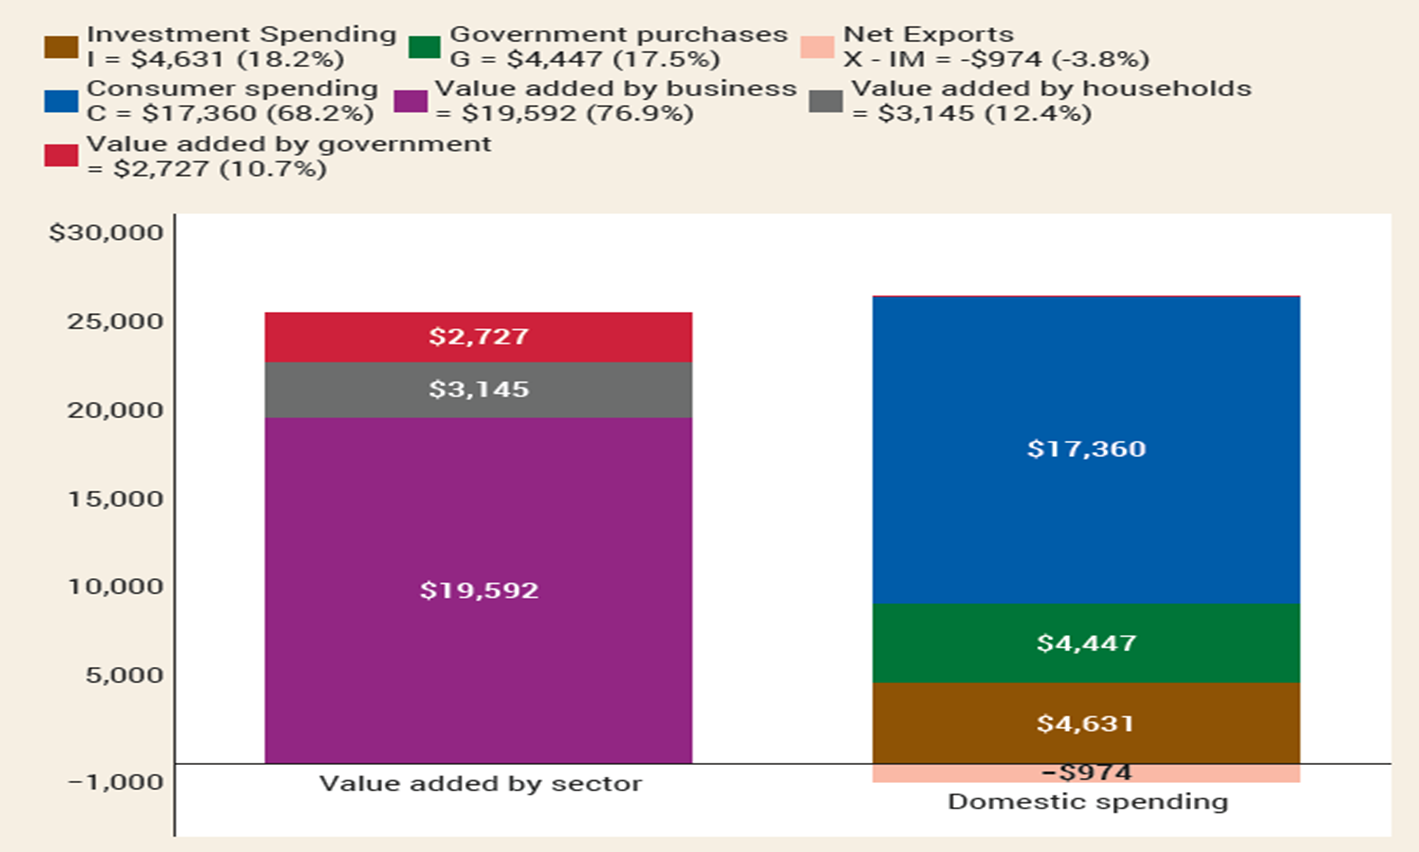 Investment Spending
I = $4,631 (18.2%)
Government purchases
G = $4,447 (17.5%)
Net Exports
X - IM = -$974 (-3.8%)
Consumer spending
C = $17,360 (68.2%)
Value added by business
= $19,592 (76.9%)
Value added by households
= $3,145 (12.4%)
Value added by government
= $2,727 (10.7%)
$30,000
25,000
20,000
15,000
10,000
5,000
−1,000
$2,727
$3,145
$19,592
Value added by sector
$17,360
$4,447
$4,631
−$974
Domestic spending